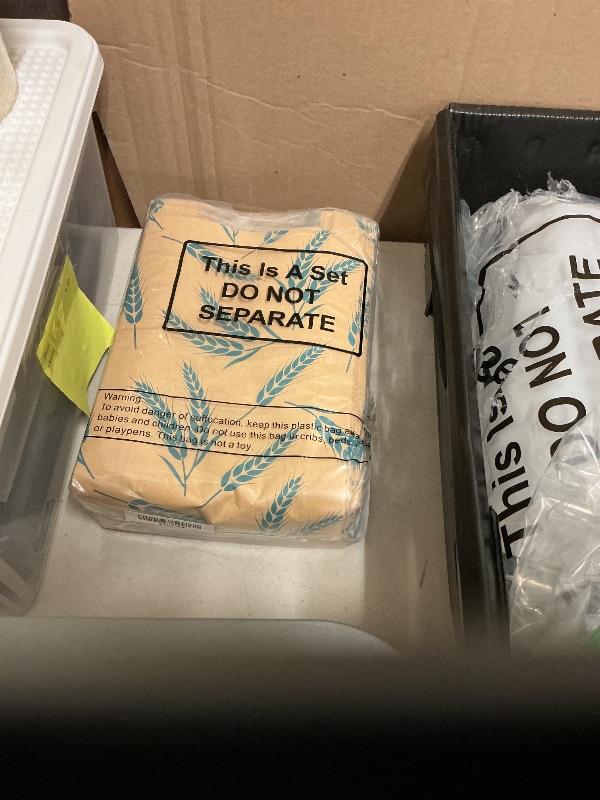 This Is A Set
DO NOT
SEPARATE
Warning:
To avoid danger of suffocation, keep this plastic bag away
babies and children. Do not use this bag in cribs, beds,
or playpens. This bag is not a toy
This Is
DO NOT